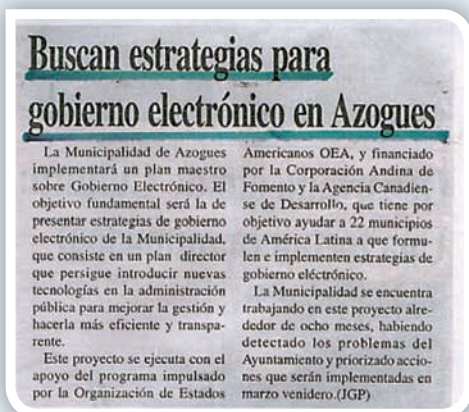 Buscan estrategias para
gobierno electrónico en Azogues
La Municipalidad de Azogues
implementará un plan maestro
sobre Gobierno Electrónico. El
objetivo fundamental será la de
presentar estrategias de gobierno
electrónico de la Municipalidad,
que consiste en un plan director
que persigue introducir nuevas
tecnologías en la administración
pública para mejorar la gestión y
hacerla más eficiente y transpa-
rente.
Este proyecto se ejecuta con el
apoyo del programa impulsado
por la Organización de Estados
Americanos OEA, y financiado
por la Corporación Andina de
Fomento y la Agencia Canadien-
se de Desarrollo, que tiene por
objetivo ayudar a 22 municipios
de América Latina a que formu-
len e implementen estrategias de
gobierno eléctrónico.
La Municipalidad se encuentra
trabajando en este proyecto alre-
dedor de ocho meses, habiendo
detectado los problemas del
Ayuntamiento y priorizado accio-
nes que serán implementadas en
marzo venidero.(JGP)